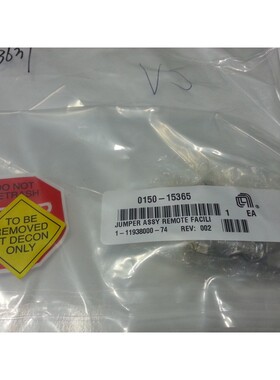 0150-15365
JUMPER ASSY REMOTE FACILI
1 EA
1-11938000-74 REV: 002
DO NOT
TO BE
REMOVED
DECON
ONLY